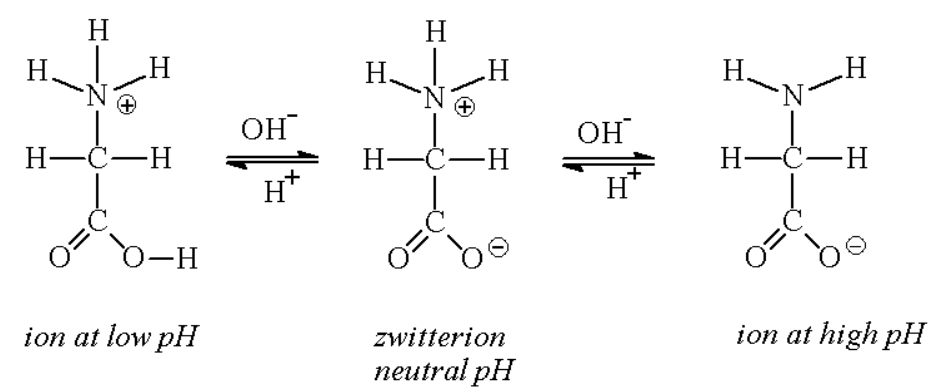 H
H H
N ⊕
H C H
C
O O H
OH⁻
H⁺
H
H H
N ⊕
H C H
C
O O ⊖
OH⁻
H⁺
H H
N
H C H
C
O O ⊖
ion at low pH
zwitterion
neutral pH
ion at high pH